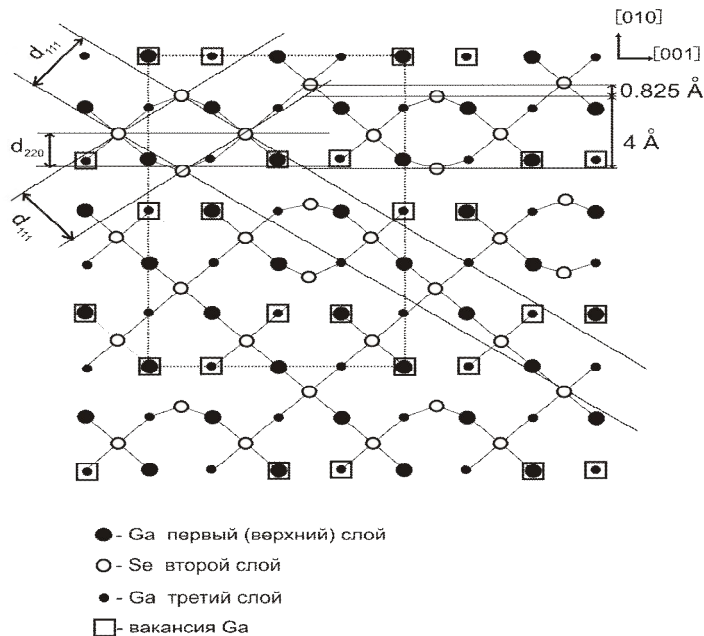 d₁₁₁
[010]
[001]
0.825 Å
4 Å
d₂₂₀
d₁₁₁
- Ga первый (верхний) слой
- Se второй слой
- Ga третий слой
- вакансия Ga